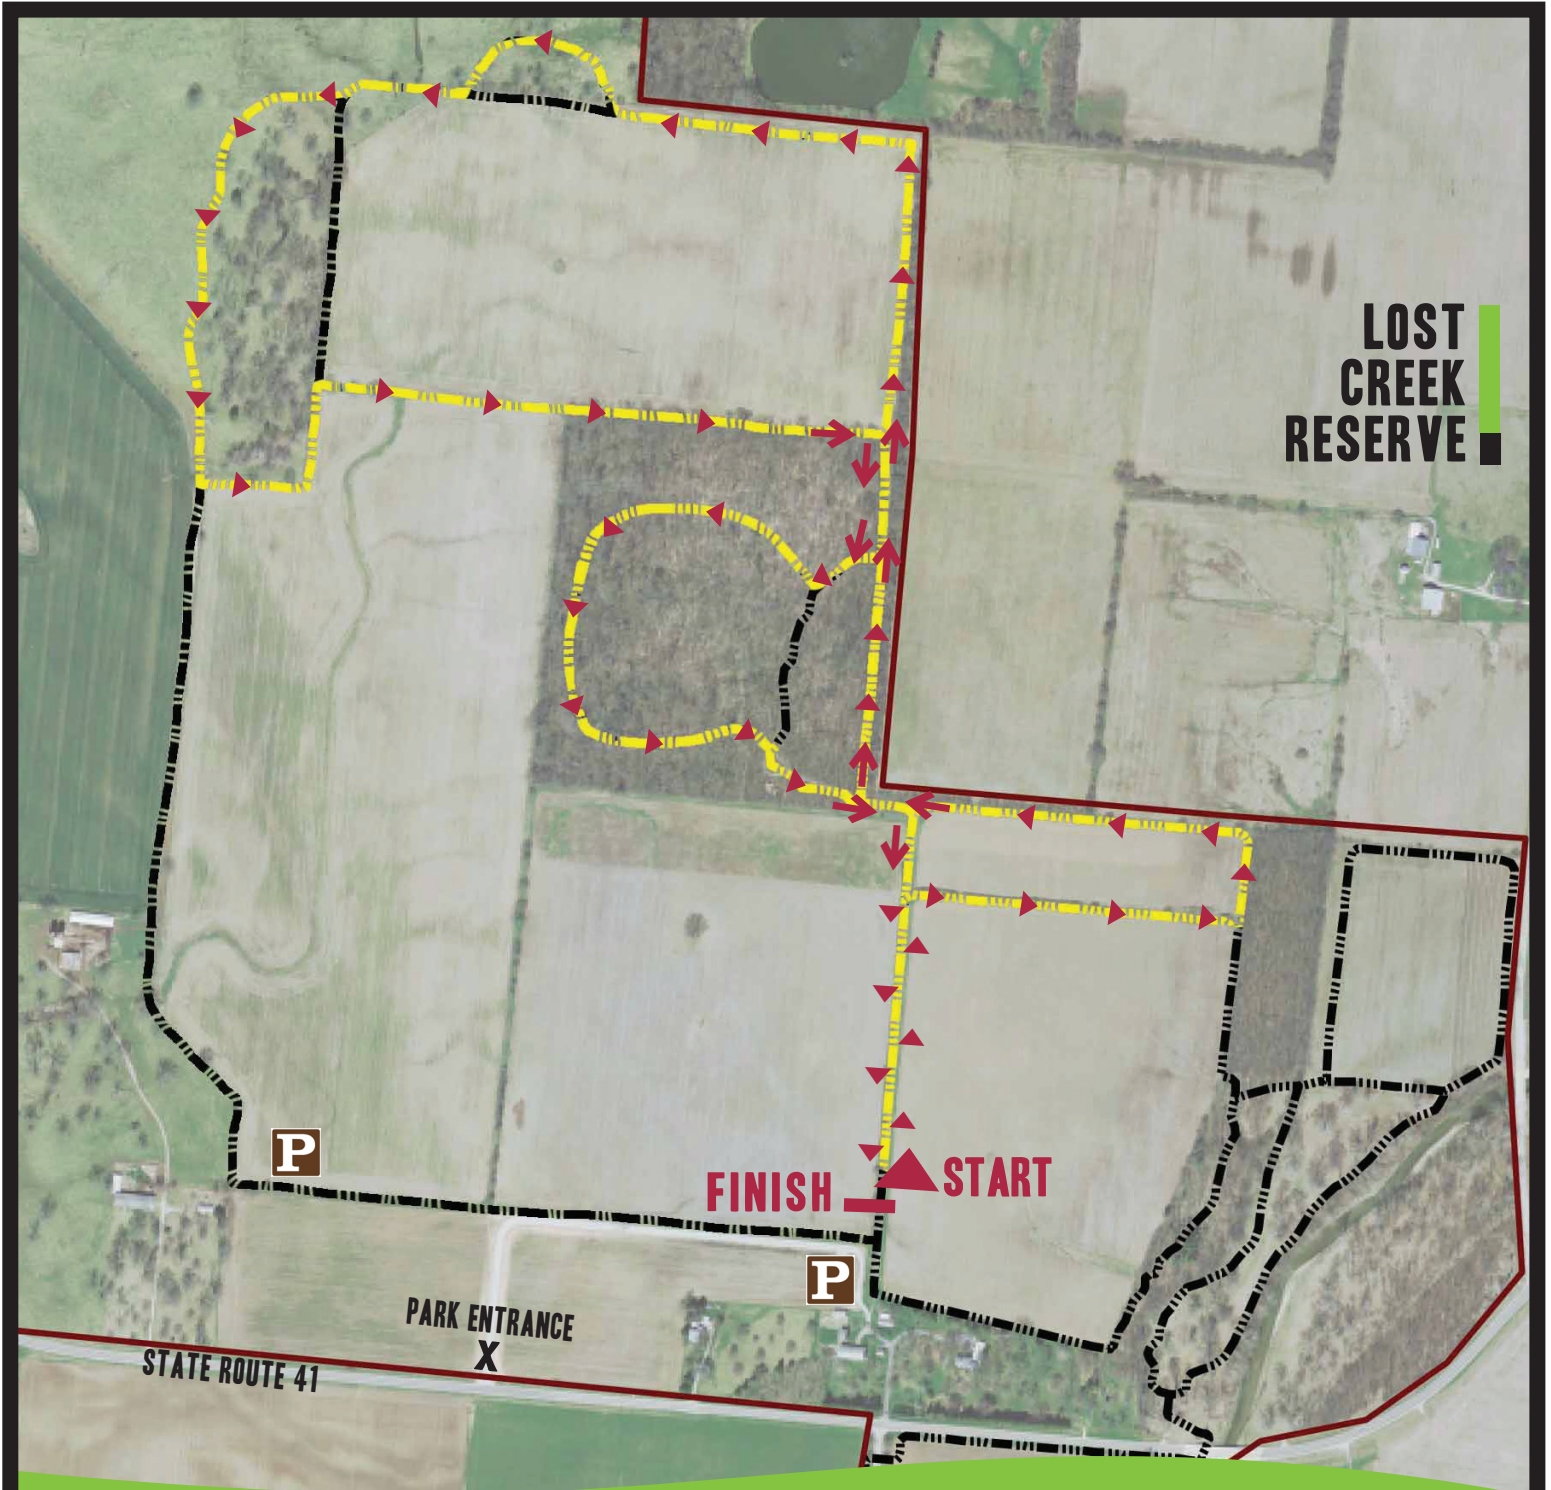 LOST
CREEK
RESERVE
P
FINISH
START
P
PARK ENTRANCE
X
STATE ROUTE 41